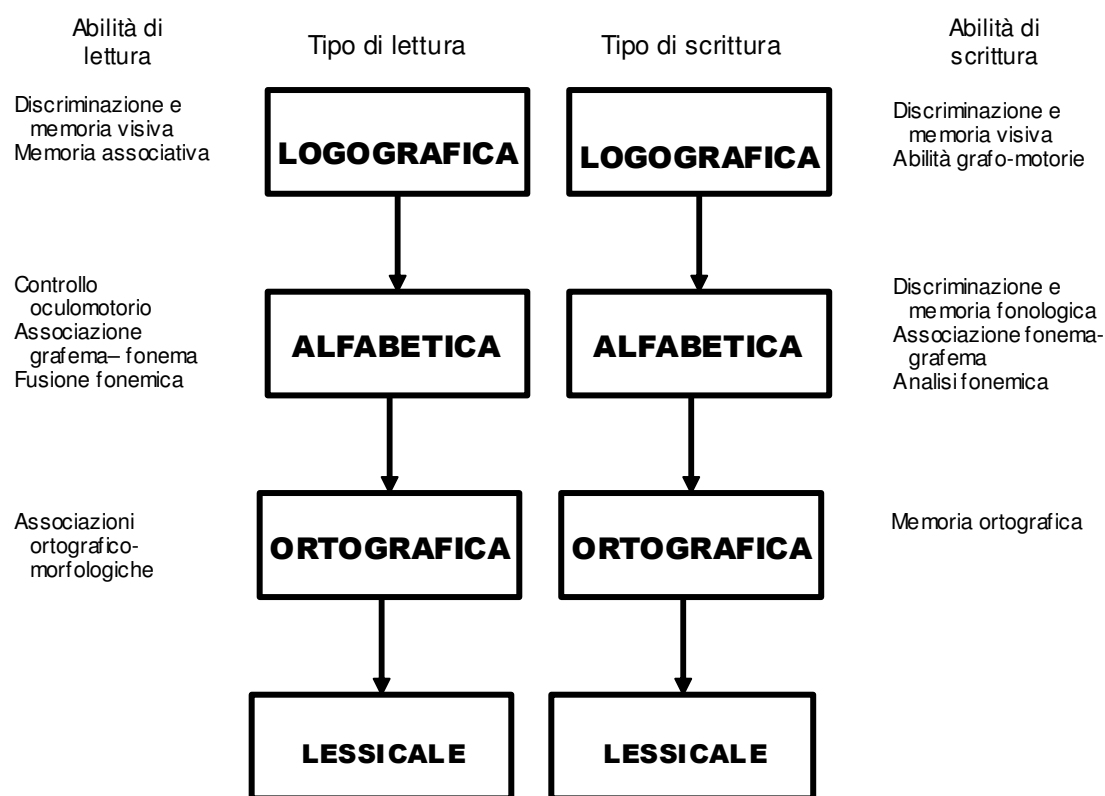 Abilità di
lettura
Tipo di lettura
Tipo di scrittura
Abilità di
scrittura
Discriminazione e
memoria visiva
Memoria associativa
LOGOGRAFICA
LOGOGRAFICA
Discriminazione e
memoria visiva
Abilità grafo-motorie
Controllo
oculomotorio
Associazione
grafema– fonema
Fusione fonemica
ALFABETICA
ALFABETICA
Discriminazione e
memoria fonologica
Associazione fonema-
grafema
Analisi fonemica
Associazioni
ortografico-
morfologiche
ORTOGRAFICA
ORTOGRAFICA
Memoria ortografica
LESSICALE
LESSICALE